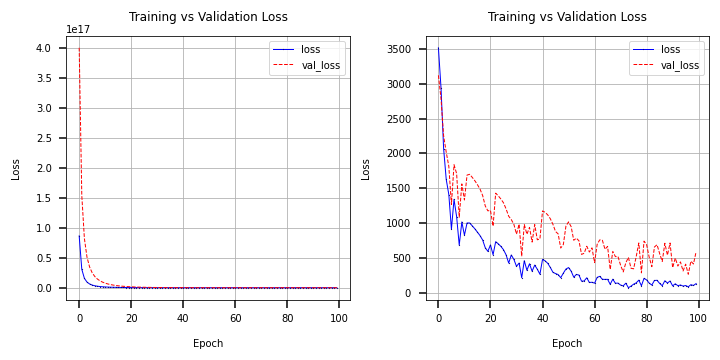 Training vs Validation Loss
1e17
4.0
3.5
3.0
2.5
2.0
1.5
1.0
0.5
0.0
Loss
0 20 40 60 80 100
Epoch
loss
val_loss
Training vs Validation Loss
3500
3000
2500
2000
1500
1000
500
0
Loss
0 20 40 60 80 100
Epoch
loss
val_loss